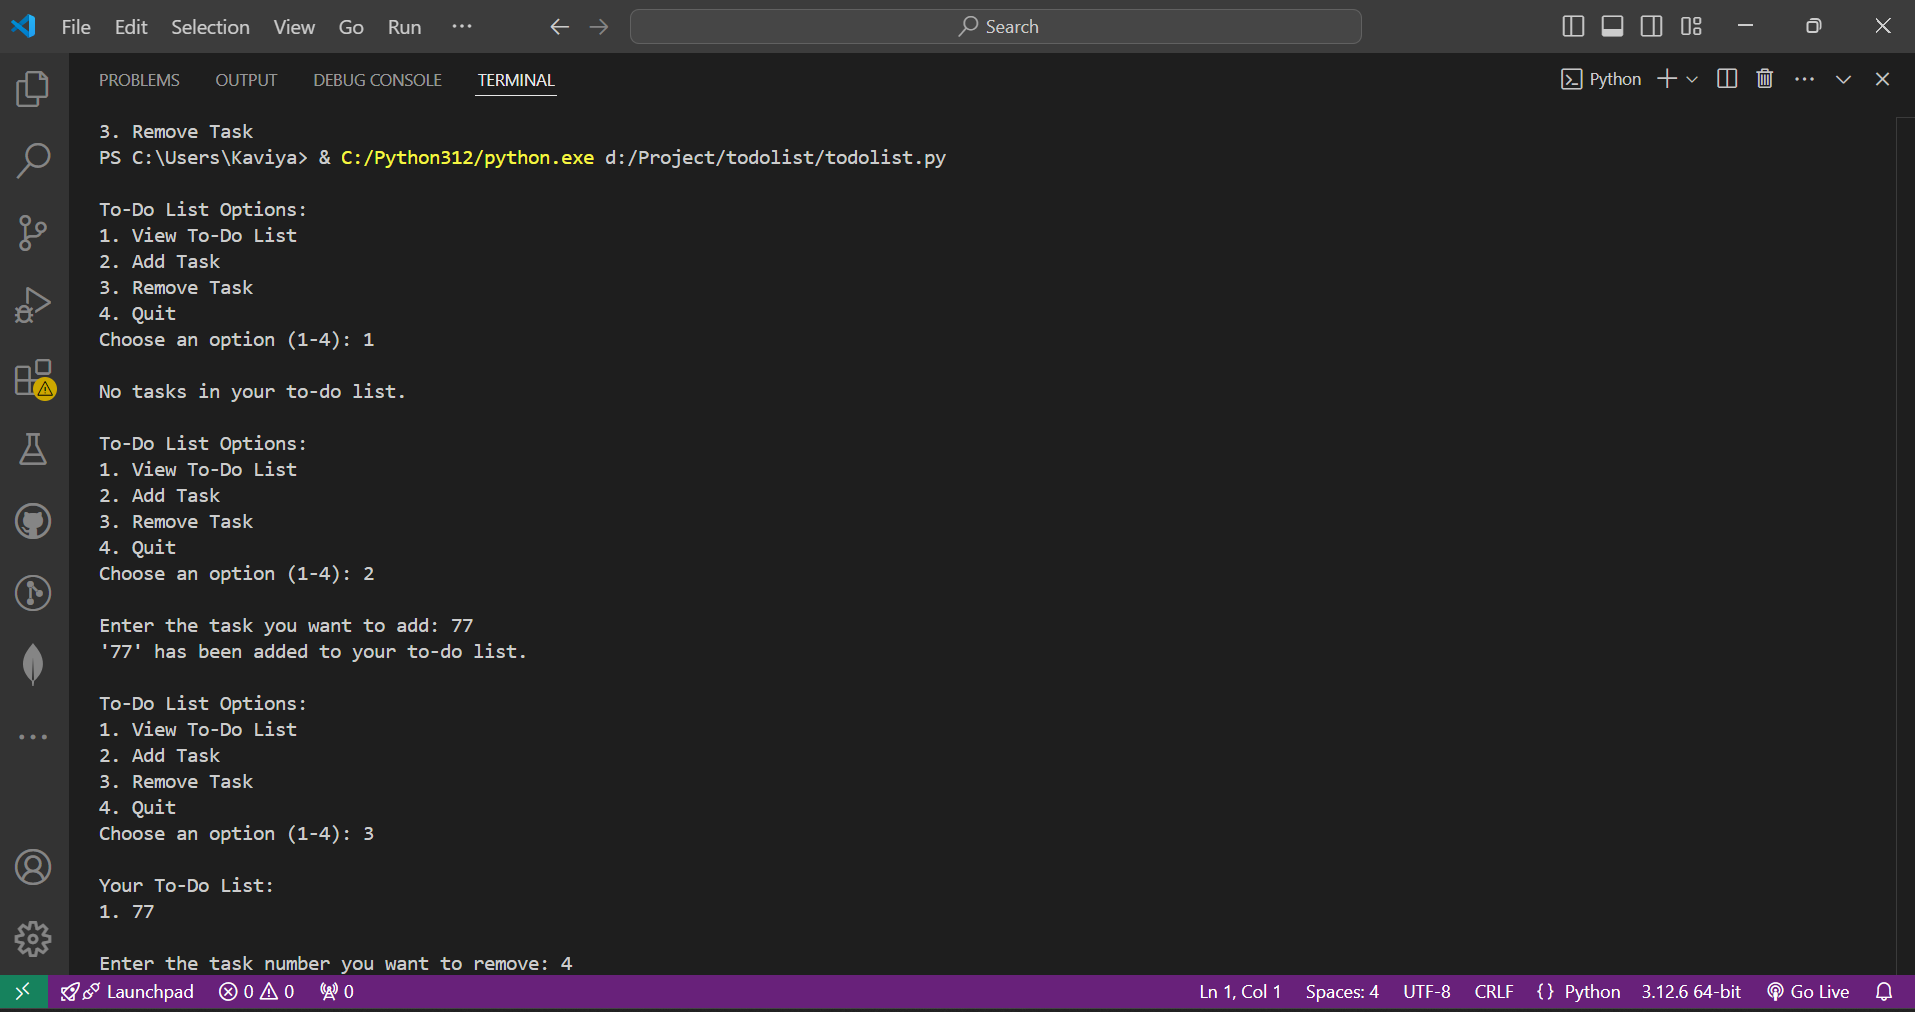 File Edit Selection View Go Run ··· Search
PROBLEMS OUTPUT DEBUG CONSOLE TERMINAL Python
3. Remove Task
PS C:\Users\Kaviya> & C:/Python312/python.exe d:/Project/todolist/todolist.py
To-Do List Options:
1. View To-Do List
2. Add Task
3. Remove Task
4. Quit
Choose an option (1-4): 1
No tasks in your to-do list.
To-Do List Options:
1. View To-Do List
2. Add Task
3. Remove Task
4. Quit
Choose an option (1-4): 2
Enter the task you want to add: 77
'77' has been added to your to-do list.
To-Do List Options:
1. View To-Do List
2. Add Task
3. Remove Task
4. Quit
Choose an option (1-4): 3
Your To-Do List:
1. 77
Enter the task number you want to remove: 4
Launchpad 0 0 0 Ln 1, Col 1 Spaces: 4 UTF-8 CRLF {} Python 3.12.6 64-bit Go Live